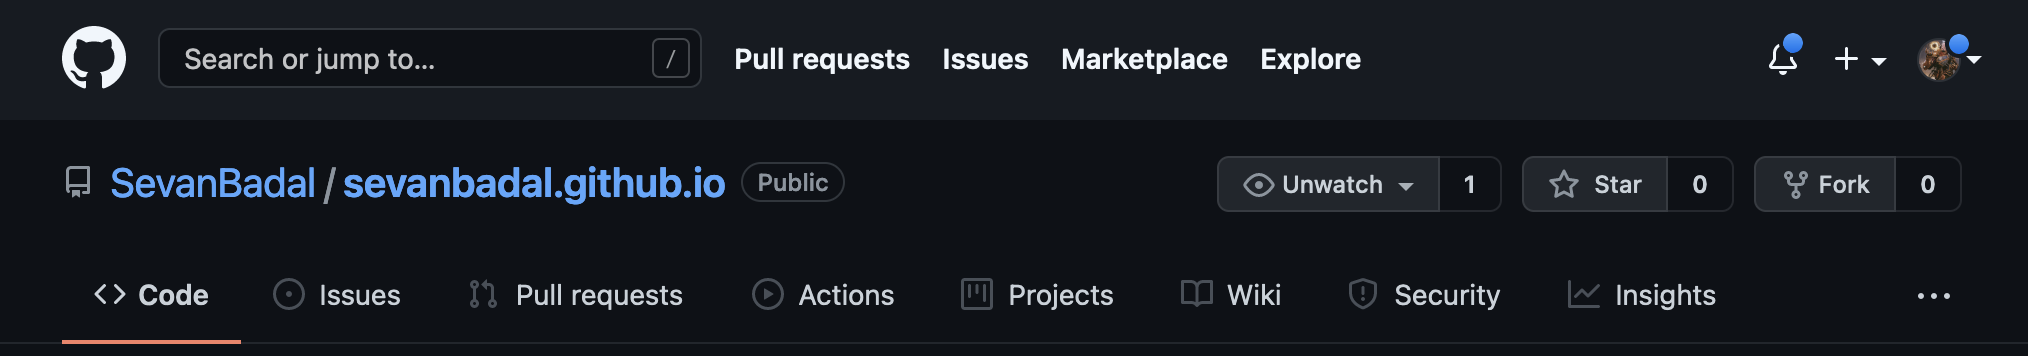 Search or jump to... / Pull requests Issues Marketplace Explore
SevanBadal / sevanbadal.github.io Public Unwatch 1 Star 0 Fork 0
Code Issues Pull requests Actions Projects Wiki Security Insights ...